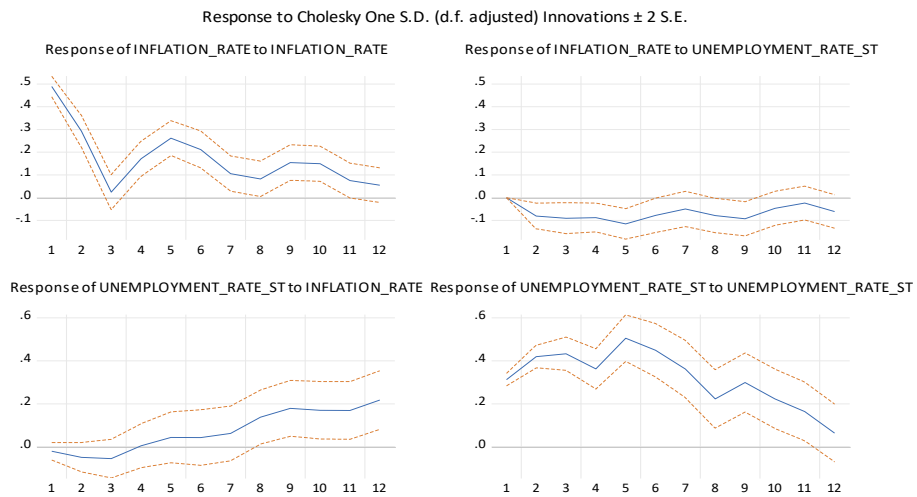 Response to Cholesky One S.D. (d.f. adjusted) Innovations ± 2 S.E.
Response of INFLATION_RATE to INFLATION_RATE
.5
.4
.3
.2
.1
.0
-.1
1 2 3 4 5 6 7 8 9 10 11 12
Response of INFLATION_RATE to UNEMPLOYMENT_RATE_ST
.5
.4
.3
.2
.1
.0
-.1
1 2 3 4 5 6 7 8 9 10 11 12
Response of UNEMPLOYMENT_RATE_ST to INFLATION_RATE
.6
.4
.2
.0
1 2 3 4 5 6 7 8 9 10 11 12
Response of UNEMPLOYMENT_RATE_ST to UNEMPLOYMENT_RATE_ST
.6
.4
.2
.0
1 2 3 4 5 6 7 8 9 10 11 12